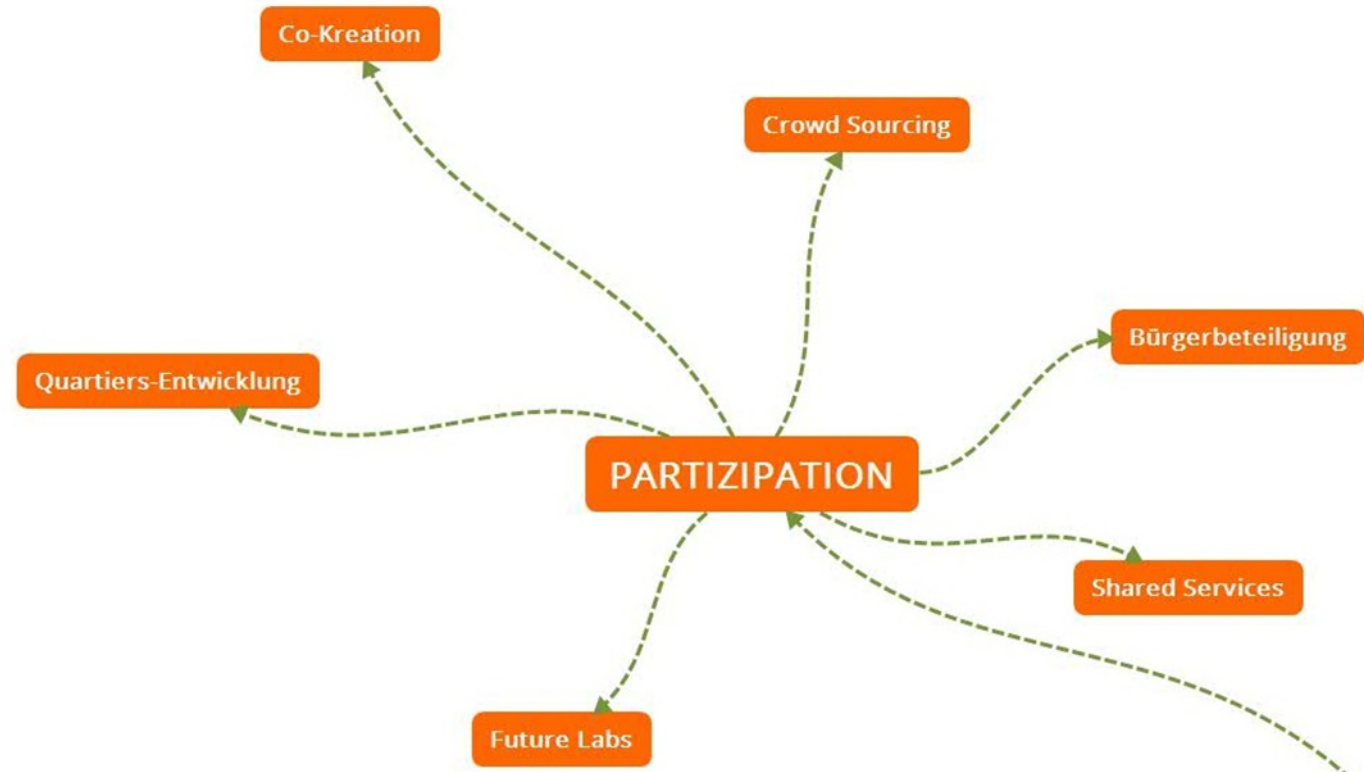 Co-Kreation
Crowd Sourcing
Bürgerbeteiligung
Quartiers-Entwicklung
PARTIZIPATION
Shared Services
Future Labs